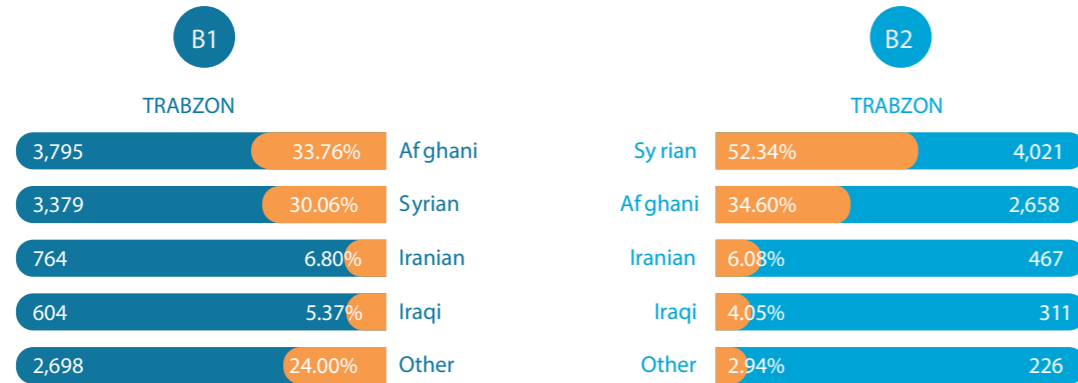 B1
TRABZON
3,795 33.76% Afghani
3,379 30.06% Syrian
764 6.80% Iranian
604 5.37% Iraqi
2,698 24.00% Other
B2
TRABZON
Syrian 52.34% 4,021
Afghani 34.60% 2,658
Iranian 6.08% 467
Iraqi 4.05% 311
Other 2.94% 226